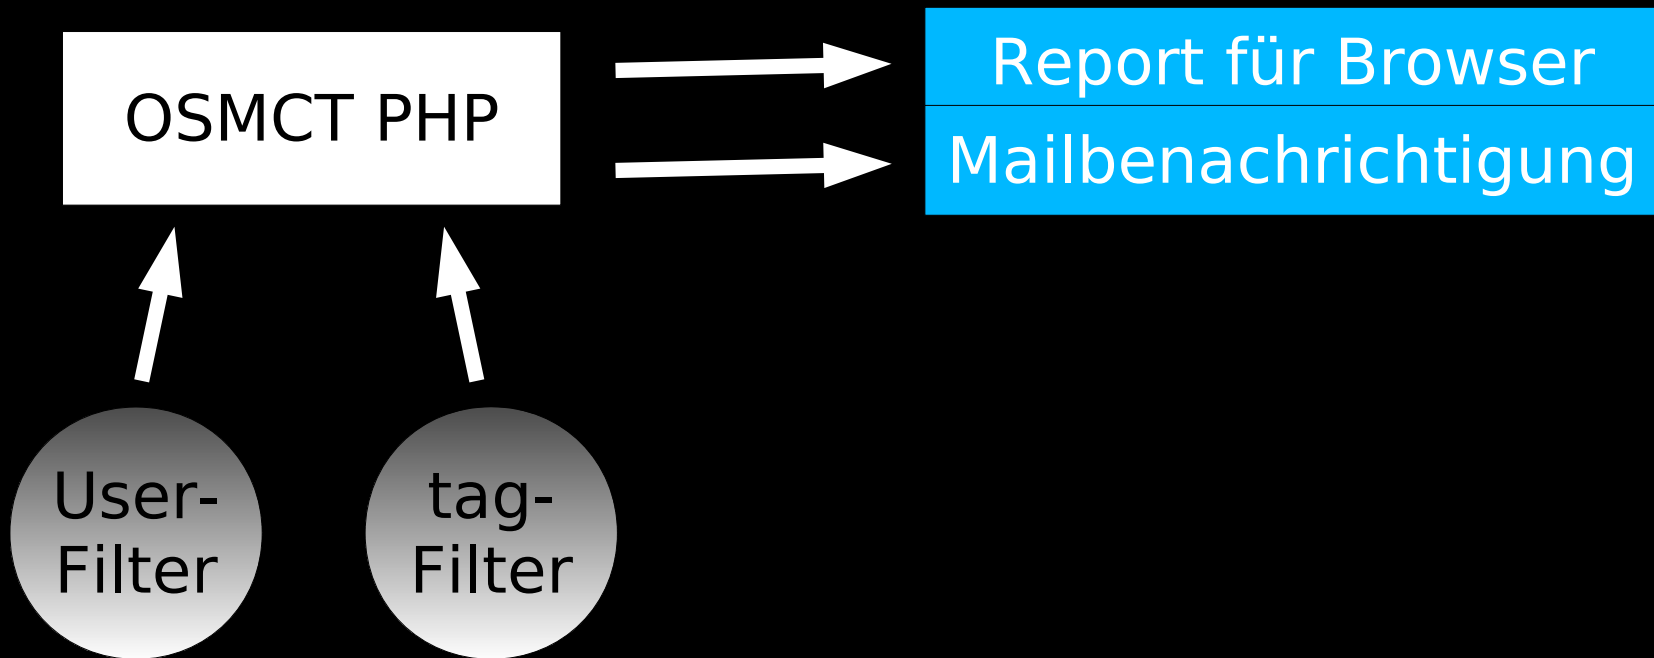 OSMCT PHP
Report für Browser
Mailbenachrichtigung
User-
Filter
tag-
Filter